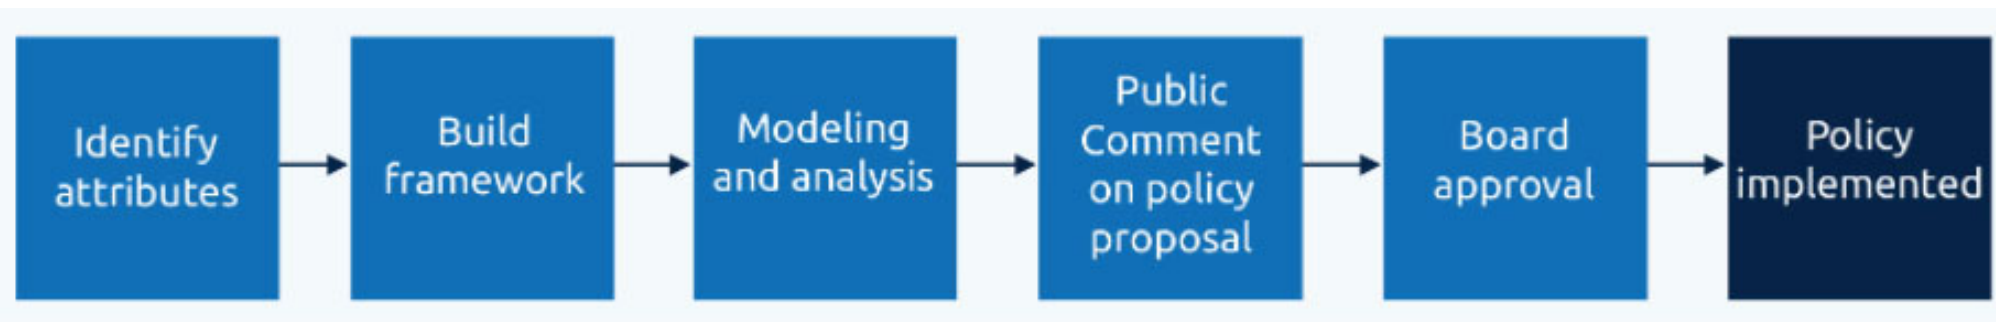 Identify
attributes
Build
framework
Modeling
and analysis
Public
Comment
on policy
proposal
Board
approval
Policy
implemented